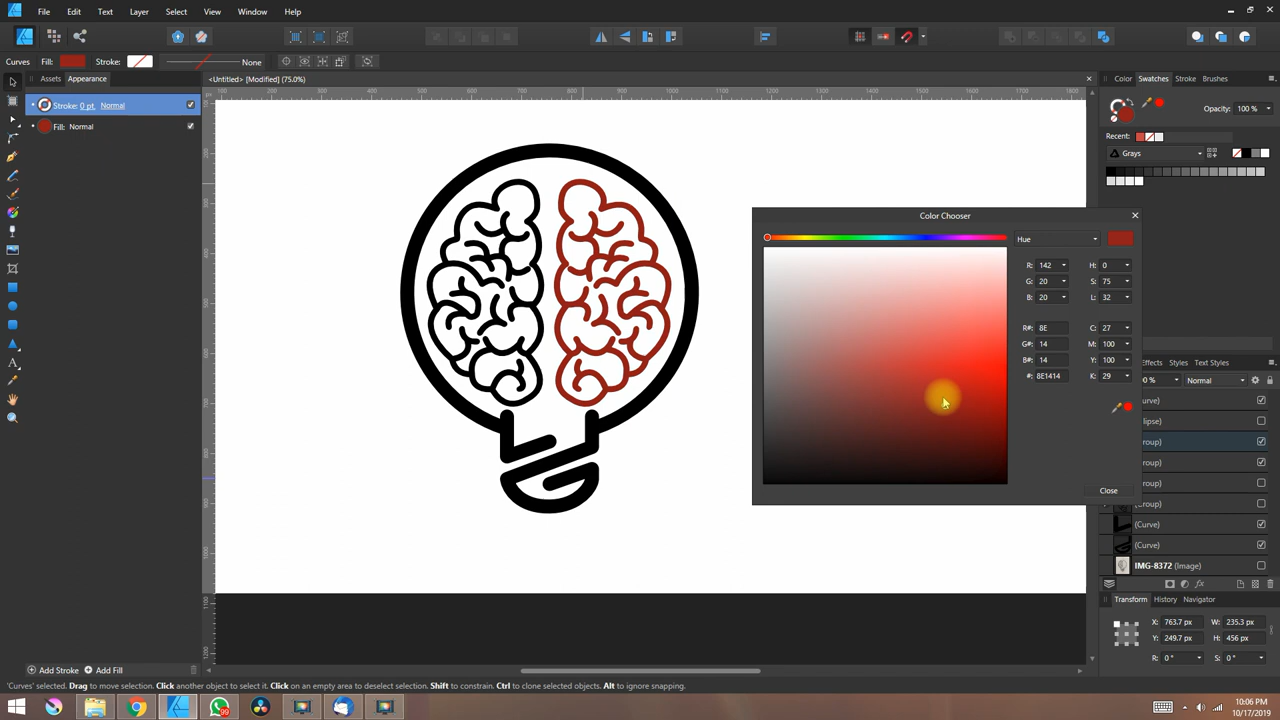 File Edit Text Layer Select View Window Help
Curves Fill: Stroke: None
Assets Appearance
<Untitled> [Modified] (75.0%)
Color Swatches Stroke Brushes
Stroke: 0 pt Normal
Fill: Normal
Opacity: 100 %
Recent:
Grays
Color Chooser
Hue
R: 142 H: 0
G: 20 S: 75
B: 20 L: 32
R#: 8E C: 27
G#: 14 M: 100
B#: 14 Y: 100
#: 8E1414 K: 29
Close
Effects Styles Text Styles
00 % Normal
(Curve)
lipse)
Group)
Group)
Group)
Group)
(Curve)
(Curve)
IMG-8372 (Image)
Transform History Navigator
X: 763.7 px W: 235.3 px
Y: 249.7 px H: 456 px
R: 0 ° S: 0 °
Add Stroke Add Fill
'Curves' selected. Drag to move selection. Click another object to select it. Click on an empty area to deselect selection. Shift to constrain. Ctrl to clone selected objects. Alt to ignore snapping.
99
10:06 PM
10/17/2019